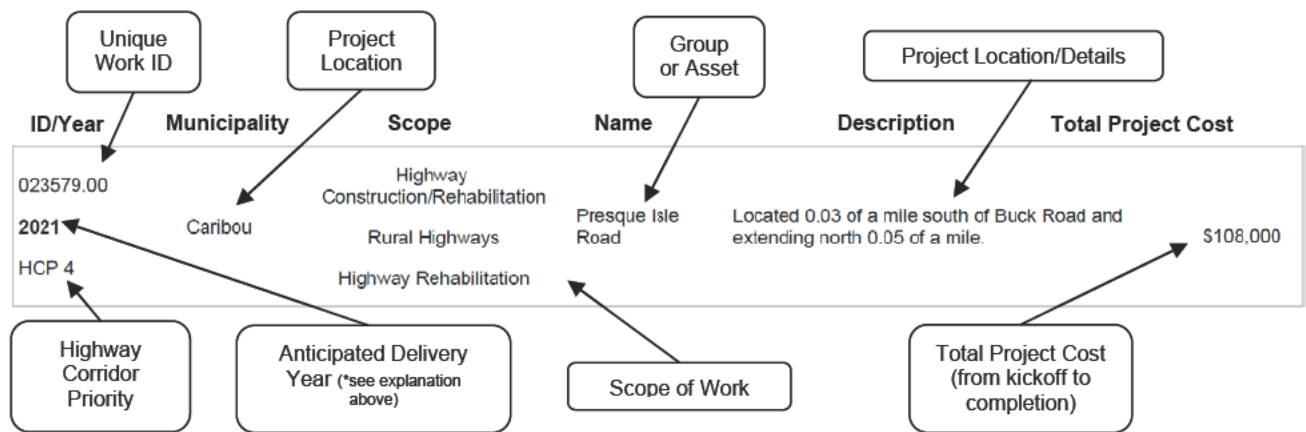 Unique
Work ID
Project
Location
Group
or Asset
Project Location/Details
ID/Year Municipality Scope Name Description Total Project Cost
023579.00
2021
HCP 4
Caribou
Highway
Construction/Rehabilitation
Rural Highways
Highway Rehabilitation
Presque Isle
Road
Located 0.03 of a mile south of Buck Road and
extending north 0.05 of a mile.
$108,000
Highway
Corridor
Priority
Anticipated Delivery
Year (*see explanation
above)
Scope of Work
Total Project Cost
(from kickoff to
completion)